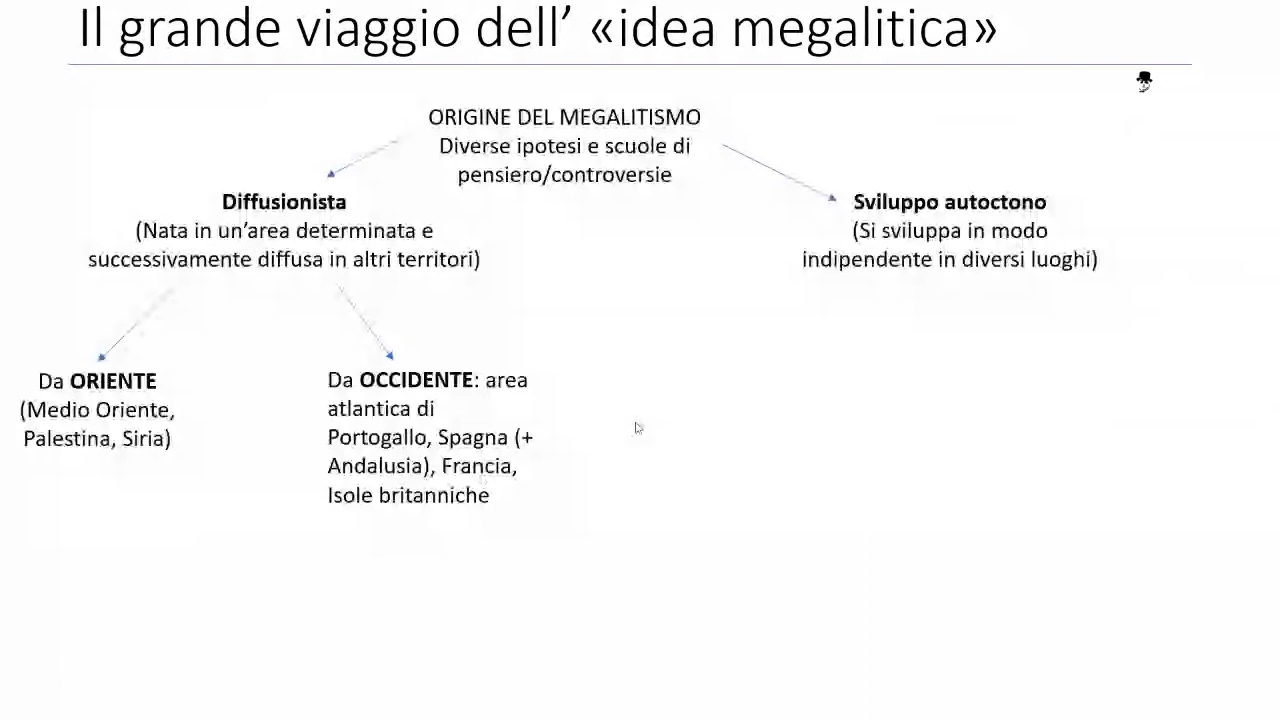 Il grande viaggio dell’ «idea megalitica»
ORIGINE DEL MEGALITISMO
Diverse ipotesi e scuole di
pensiero/controversie
Diffusionista
(Nata in un’area determinata e
successivamente diffusa in altri territori)
Sviluppo autoctono
(Si sviluppa in modo
indipendente in diversi luoghi)
Da ORIENTE
(Medio Oriente,
Palestina, Siria)
Da OCCIDENTE: area
atlantica di
Portogallo, Spagna (+
Andalusia), Francia,
Isole britanniche